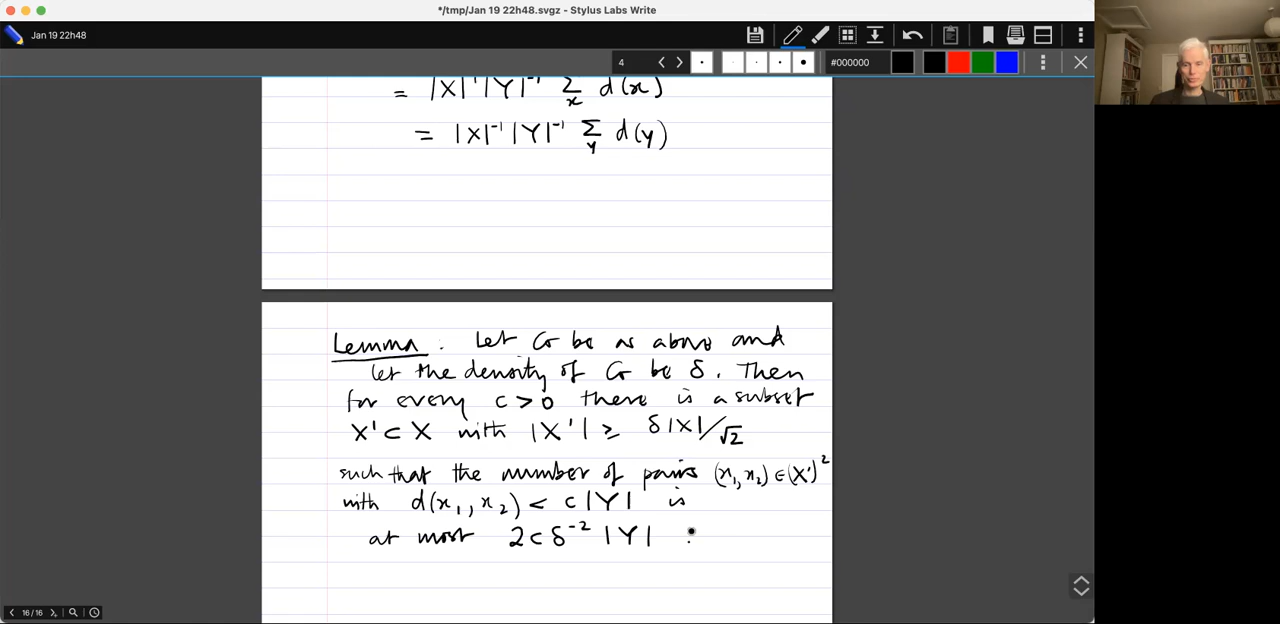 */tmp/Jan 19 22h48.svgz - Stylus Labs Write
Jan 19 22h48
4
#000000
= |X|⁻¹ |Y|⁻¹ Σ_x d(x)
= |X|⁻¹ |Y|⁻¹ Σ_y d(y)
Lemma : Let G be as above and
let the density of G be δ. Then
for every c > 0 there is a subset
X' ⊂ X with |X'| ≥ δ|X|/√2
such that the number of pairs (x₁, x₂) ∈ (X')²
with d(x₁, x₂) < c|Y| is
at most 2cδ⁻² |Y|
16/16